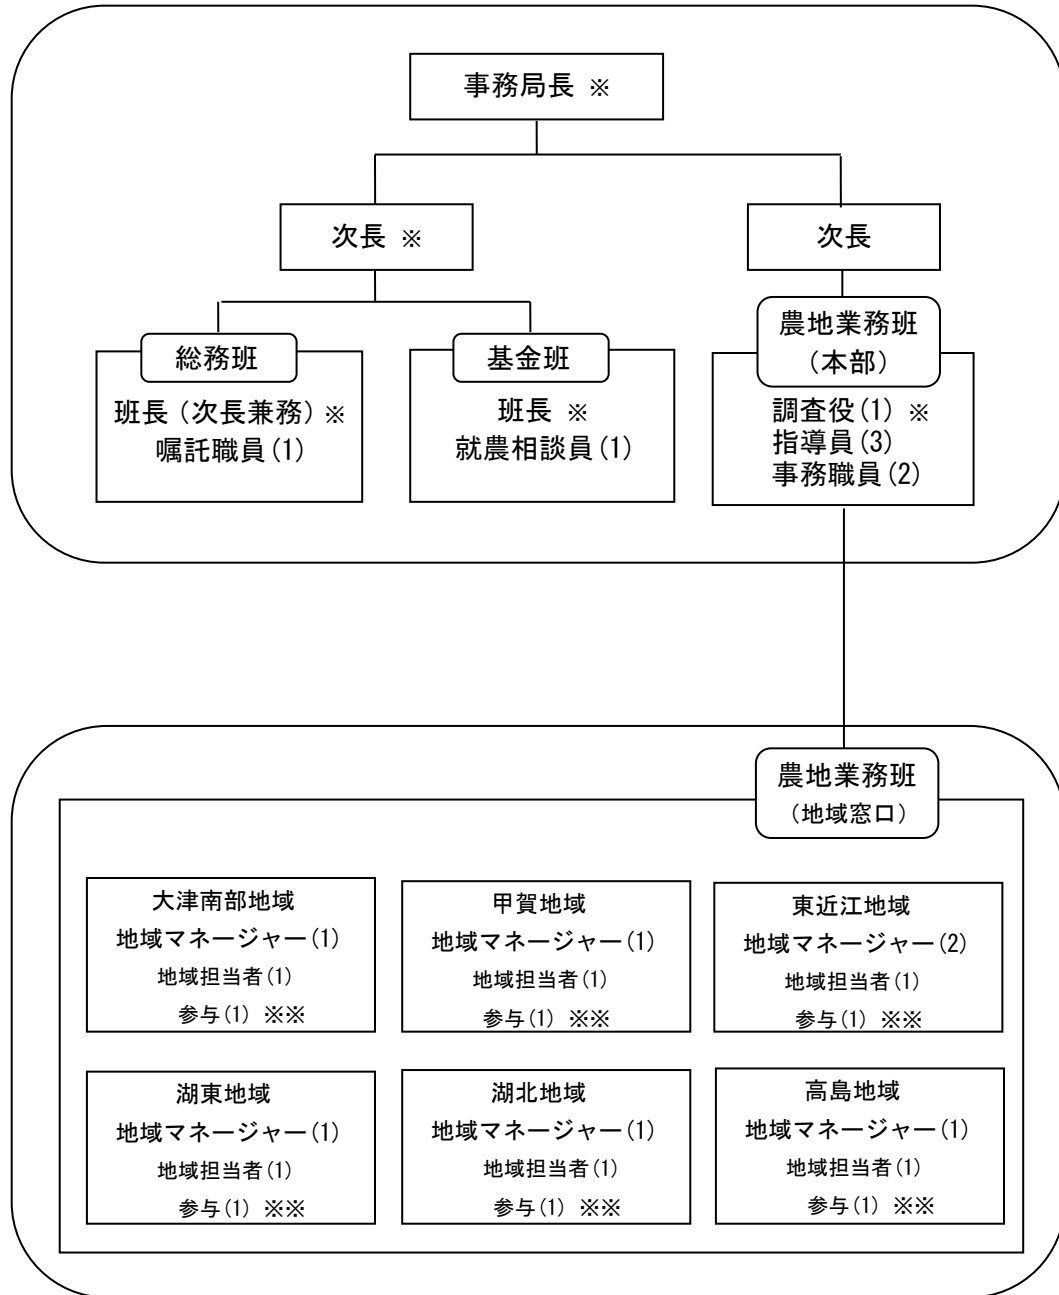 事務局長 ※
次長 ※
次長
総務班
班長（次長兼務）※
嘱託職員(1)
基金班
班長 ※
就農相談員(1)
農地業務班
（本部）
調査役(1) ※
指導員(3)
事務職員(2)
農地業務班
（地域窓口）
大津南部地域
地域マネージャー(1)
地域担当者(1)
参与(1) ※※
甲賀地域
地域マネージャー(1)
地域担当者(1)
参与(1) ※※
東近江地域
地域マネージャー(2)
地域担当者(1)
参与(1) ※※
湖東地域
地域マネージャー(1)
地域担当者(1)
参与(1) ※※
湖北地域
地域マネージャー(1)
地域担当者(1)
参与(1) ※※
高島地域
地域マネージャー(1)
地域担当者(1)
参与(1) ※※